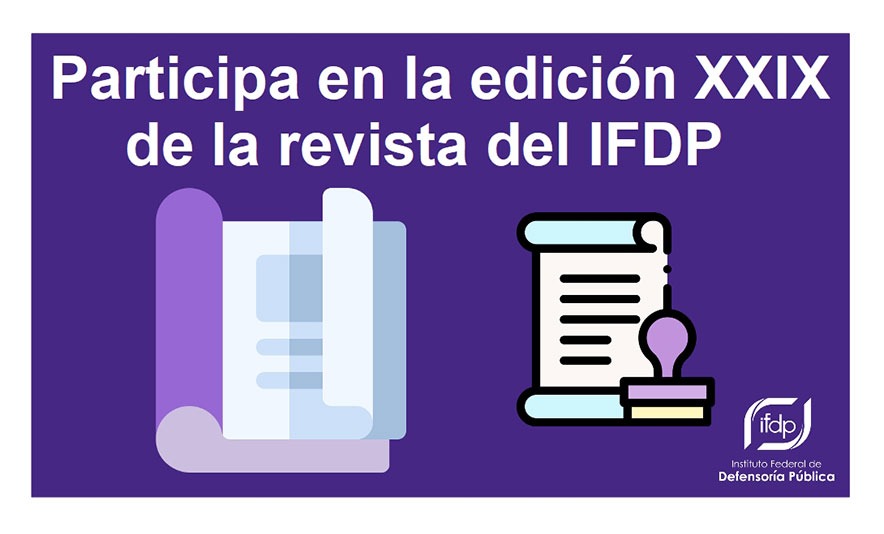 Participa en la edición XXIX
de la revista del IFDP
ifdp
Instituto Federal de
Defensoría Pública